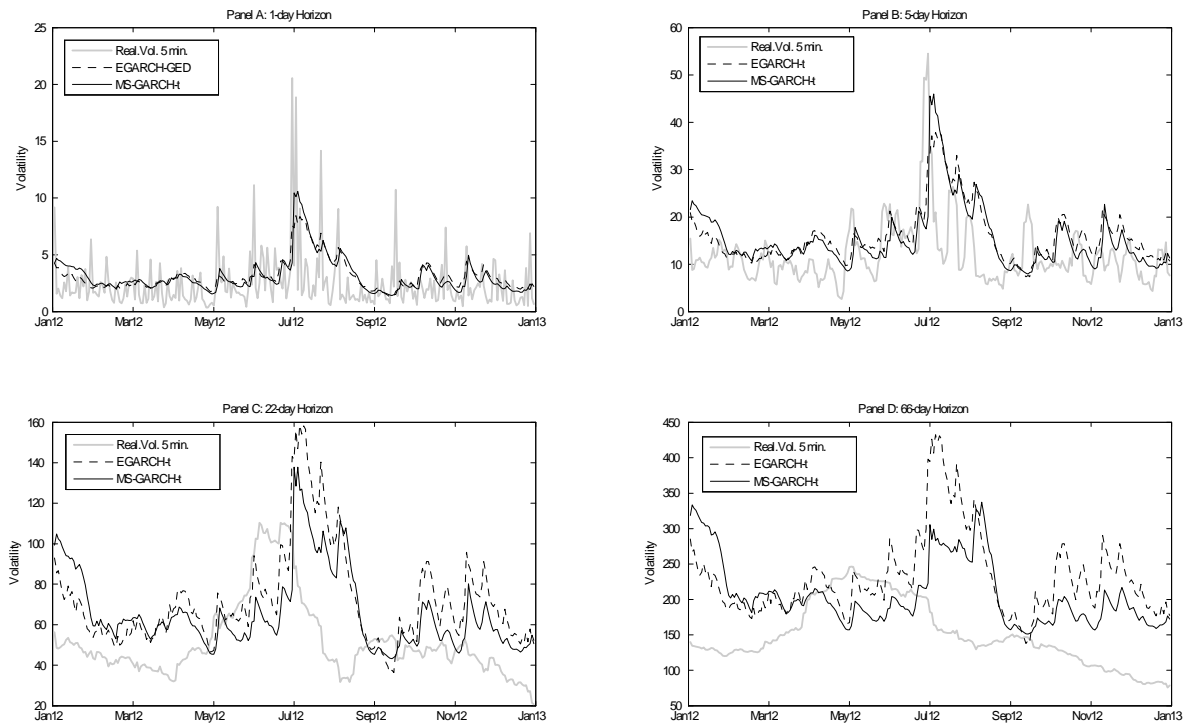 Panel A: 1-day Horizon
25
20
15
10
5
0
Volatility
Real.Vol. 5 min.
EGARCH-GED
MS-GARCH-t
Jan12 Mar12 May12 Jul12 Sep12 Nov12 Jan13
Panel B: 5-day Horizon
60
50
40
30
20
10
0
Volatility
Real.Vol. 5 min.
EGARCH-t
MS-GARCH-t
Jan12 Mar12 May12 Jul12 Sep12 Nov12 Jan13
Panel C: 22-day Horizon
160
140
120
100
80
60
40
20
Volatility
Real.Vol. 5 min.
EGARCH-t
MS-GARCH-t
Jan12 Mar12 May12 Jul12 Sep12 Nov12 Jan13
Panel D: 66-day Horizon
450
400
350
300
250
200
150
100
50
Volatility
Real.Vol. 5 min.
EGARCH-t
MS-GARCH-t
Jan12 Mar12 May12 Jul12 Sep12 Nov12 Jan13